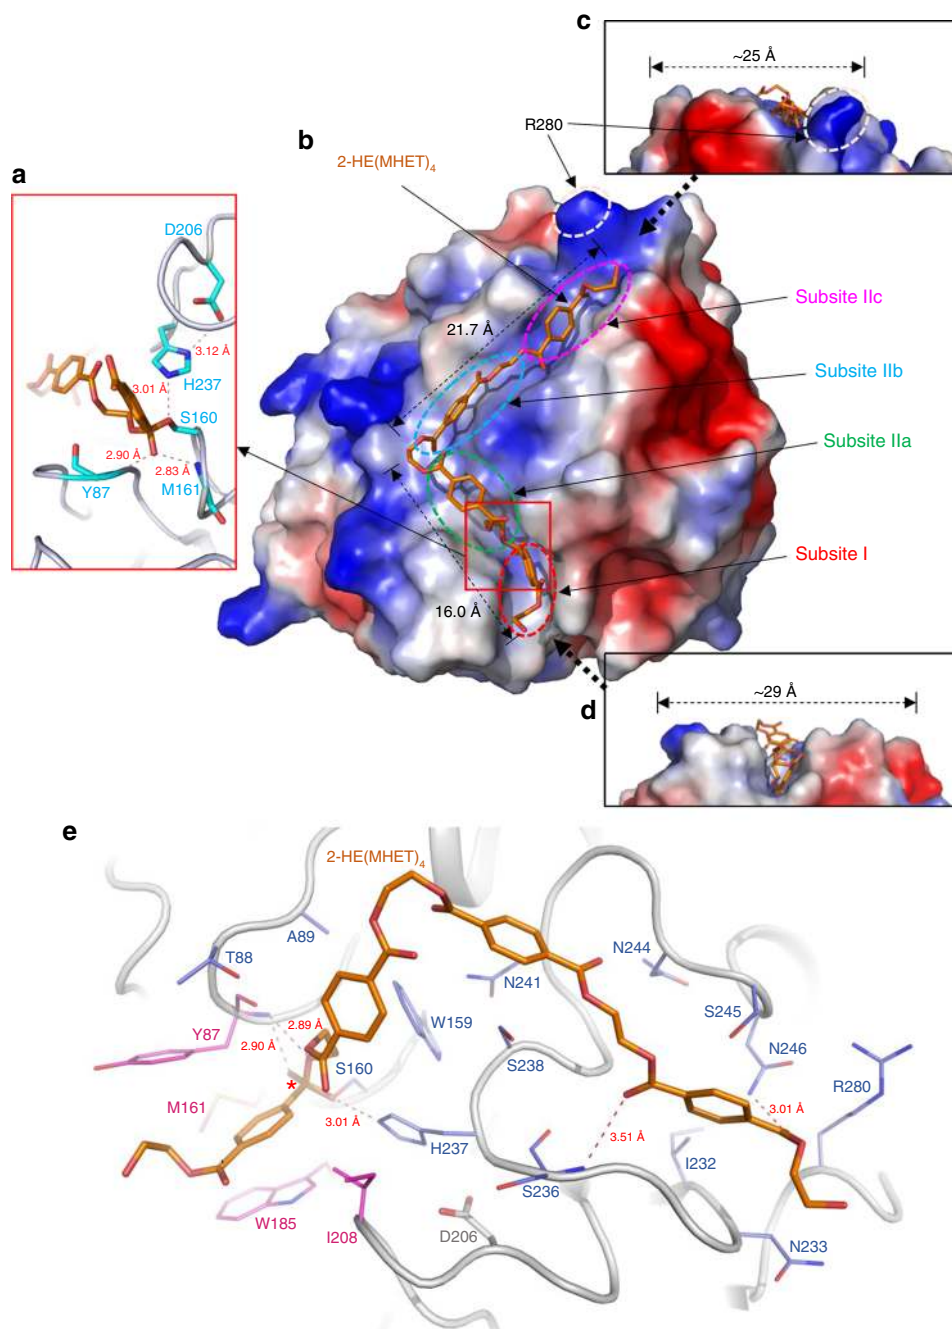 c
~25 Å
R280
b
2-HE(MHET)4
a
D206
3.12 Å
H237
3.01 Å
S160
2.90 Å
2.83 Å
Y87
M161
21.7 Å
Subsite IIc
Subsite IIb
Subsite IIa
Subsite I
16.0 Å
d
~29 Å
e
2-HE(MHET)4
A89
T88
N244
N241
S245
Y87
2.89 Å
W159
2.90 Å
S160
S238
N246
R280
*
M161
3.01 Å
3.01 Å
H237
3.51 Å
I232
S236
W185
I208
D206
N233